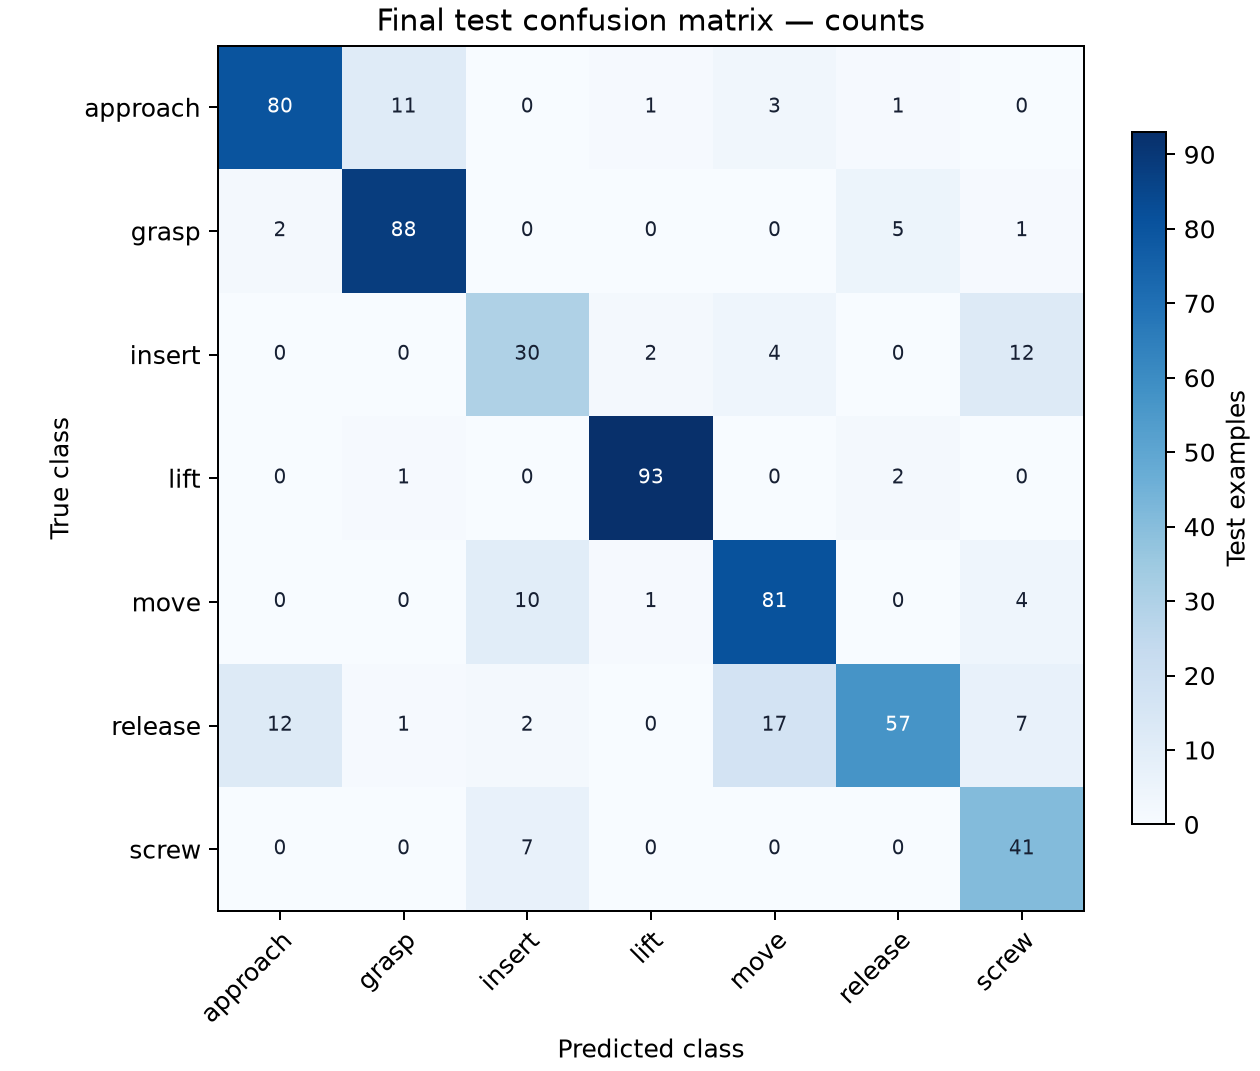 Final test confusion matrix — counts
approach 80 11 0 1 3 1 0
grasp 2 88 0 0 0 5 1
insert 0 0 30 2 4 0 12
lift 0 1 0 93 0 2 0
move 0 0 10 1 81 0 4
release 12 1 2 0 17 57 7
screw 0 0 7 0 0 0 41
approach grasp insert lift move release screw
Predicted class
True class
90
80
70
60
50
40
30
20
10
0
Test examples